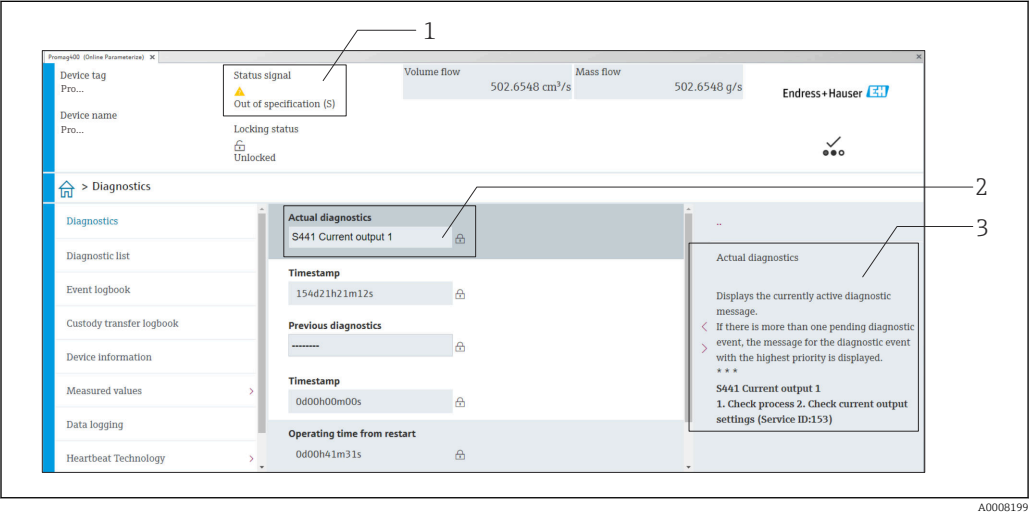 1
Promag400 (Online Parameterize) ×
×
Device tag
Pro...
Device name
Pro...
Status signal
Out of specification (S)
Locking status
Unlocked
Volume flow
502.6548 cm³/s
Mass flow
502.6548 g/s
Endress+Hauser EH
> Diagnostics
2
3
Diagnostics
Diagnostic list
Event logbook
Custody transfer logbook
Device information
Measured values >
Data logging
Heartbeat Technology >
Actual diagnostics
S441 Current output 1
Timestamp
154d21h21m12s
Previous diagnostics
--------
Timestamp
0d00h00m00s
Operating time from restart
0d00h41m31s
..
Actual diagnostics
Displays the currently active diagnostic
message.
If there is more than one pending diagnostic
event, the message for the diagnostic event
with the highest priority is displayed.
* * *
S441 Current output 1
1. Check process 2. Check current output
settings (Service ID:153)
A0008199